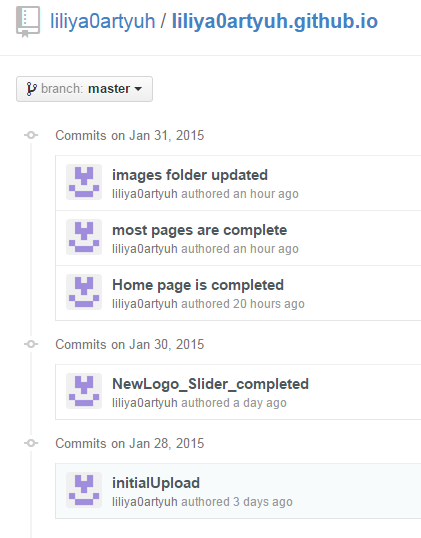 liliya0artyuh / liliya0artyuh.github.io
branch: master
Commits on Jan 31, 2015
images folder updated
liliya0artyuh authored an hour ago
most pages are complete
liliya0artyuh authored an hour ago
Home page is completed
liliya0artyuh authored 20 hours ago
Commits on Jan 30, 2015
NewLogo_Slider_completed
liliya0artyuh authored a day ago
Commits on Jan 28, 2015
initialUpload
liliya0artyuh authored 3 days ago